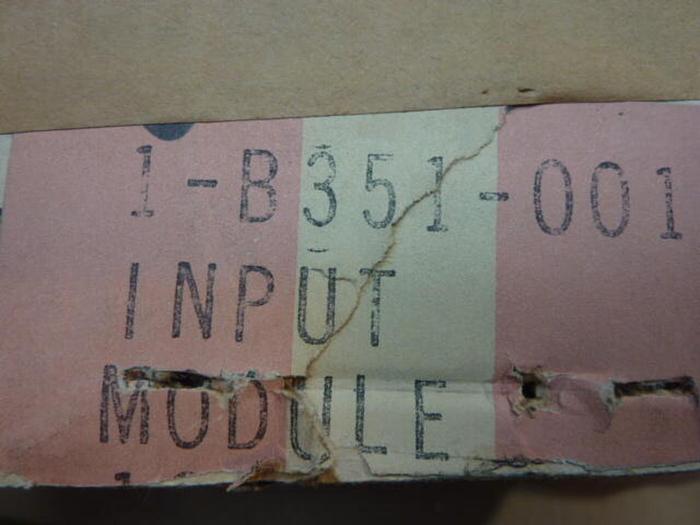 1-B351-001
INPUT
MODULE